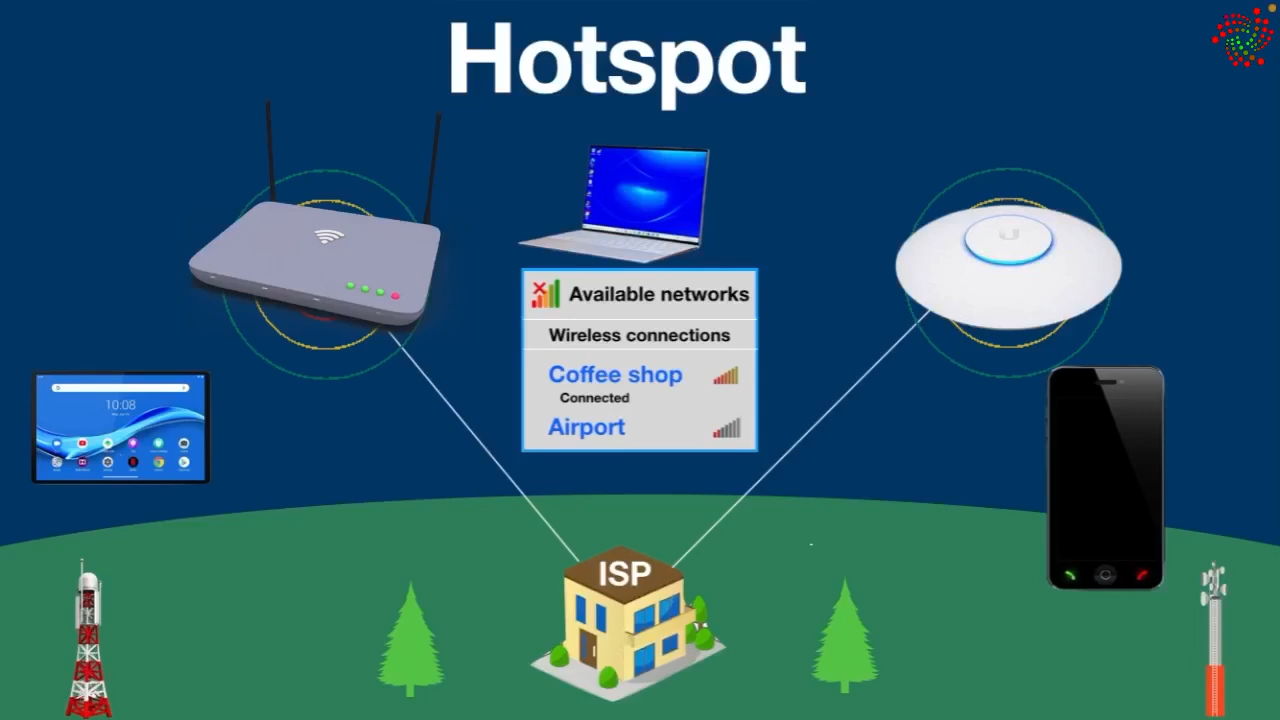 Hotspot
Available networks
Wireless connections
Coffee shop
Connected
Airport
10:08
ISP